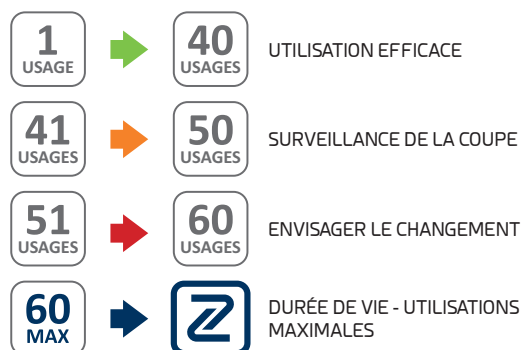 1 USAGE 40 USAGES UTILISATION EFFICACE
41 USAGES 50 USAGES SURVEILLANCE DE LA COUPE
51 USAGES 60 USAGES ENVISAGER LE CHANGEMENT
60 MAX Z DURÉE DE VIE - UTILISATIONS
MAXIMALES